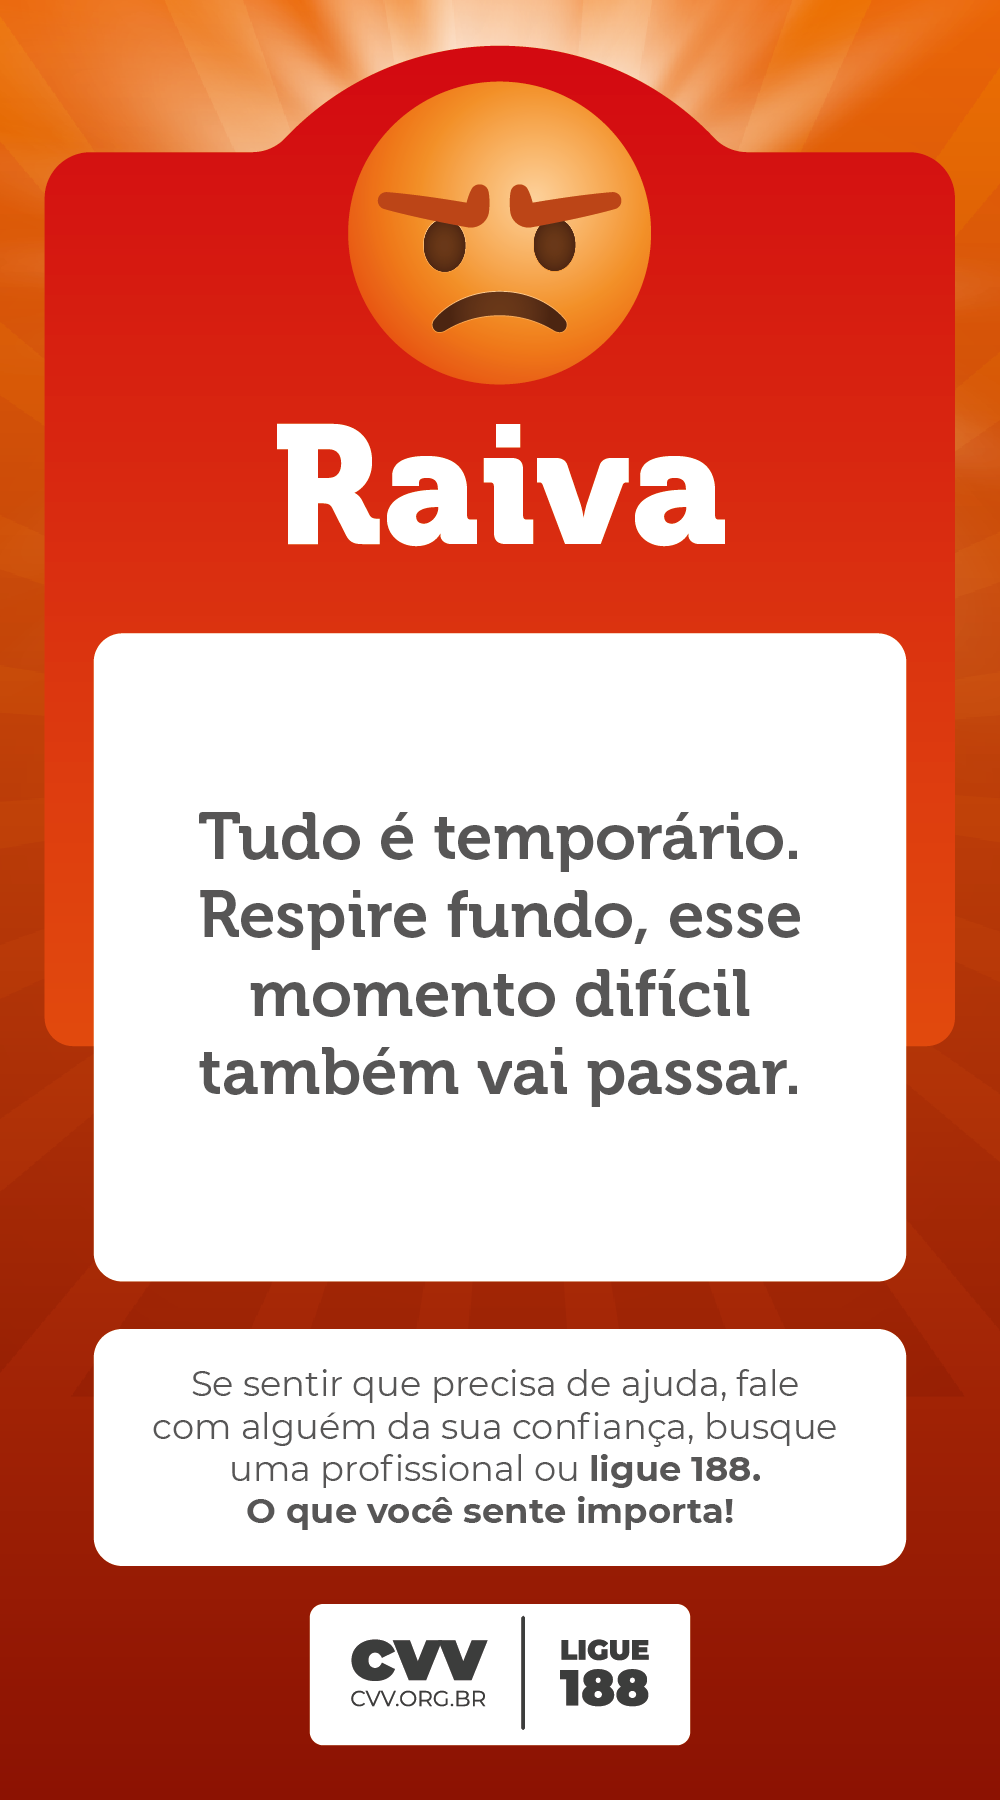 Raiva
Tudo é temporário.
Respire fundo, esse
momento difícil
também vai passar.
Se sentir que precisa de ajuda, fale
com alguém da sua confiança, busque
uma profissional ou ligue 188.
O que você sente importa!
CVV
CVV.ORG.BR
LIGUE
188